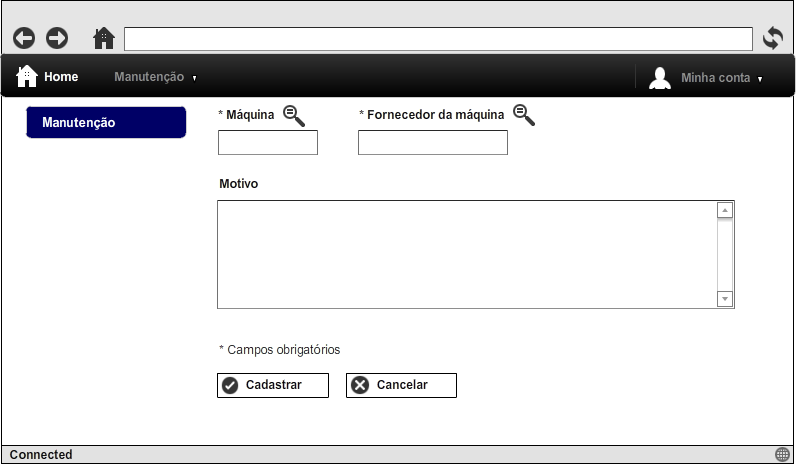 Home Manutenção Minha conta
Manutenção
* Máquina * Fornecedor da máquina
Motivo
* Campos obrigatórios
Cadastrar Cancelar
Connected